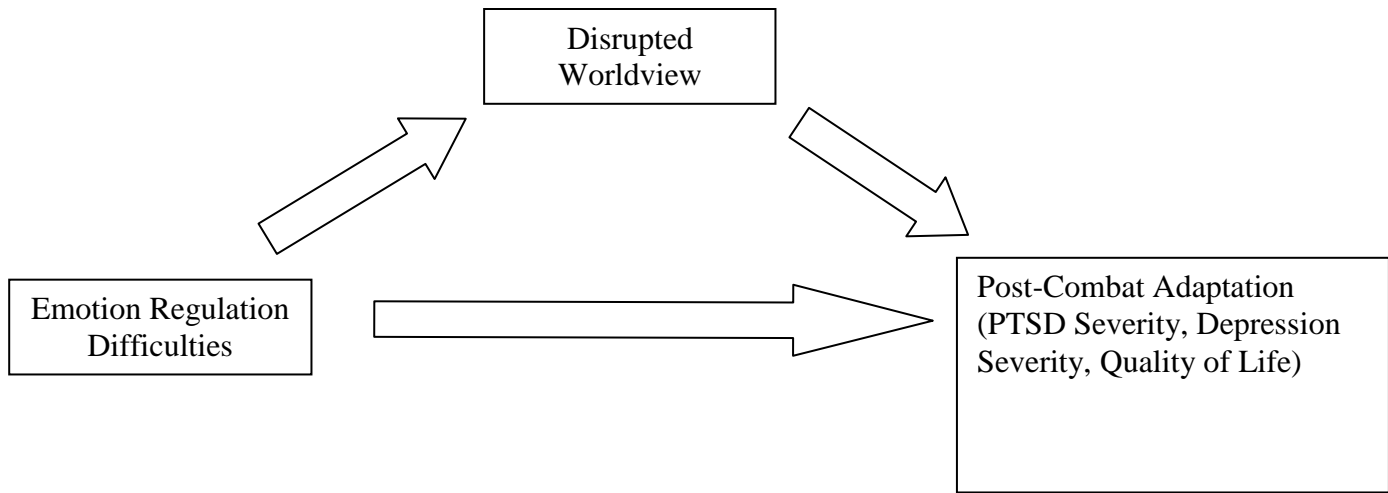 Disrupted
Worldview
Emotion Regulation
Difficulties
Post-Combat Adaptation
(PTSD Severity, Depression
Severity, Quality of Life)